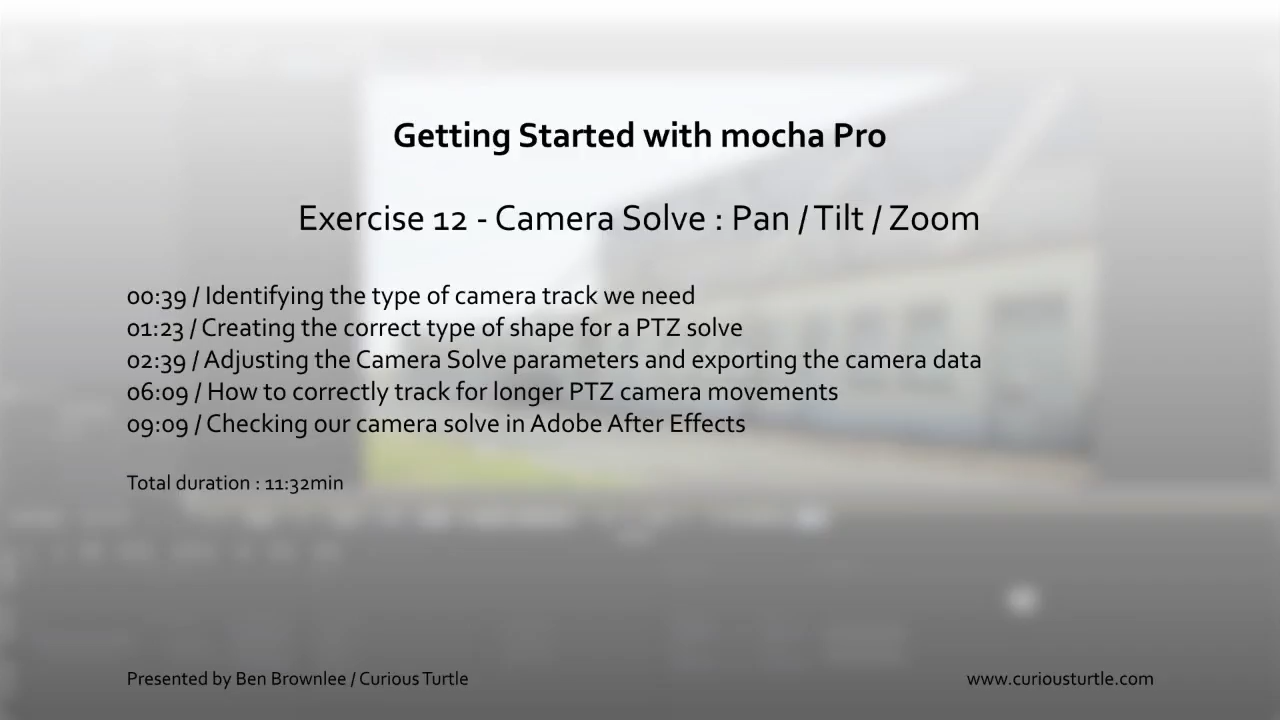 Getting Started with mocha Pro
Exercise 12 - Camera Solve : Pan / Tilt / Zoom
00:39 / Identifying the type of camera track we need
01:23 / Creating the correct type of shape for a PTZ solve
02:39 / Adjusting the Camera Solve parameters and exporting the camera data
06:09 / How to correctly track for longer PTZ camera movements
09:09 / Checking our camera solve in Adobe After Effects
Total duration : 11:32min
Presented by Ben Brownlee / Curious Turtle
www.curiousturtle.com